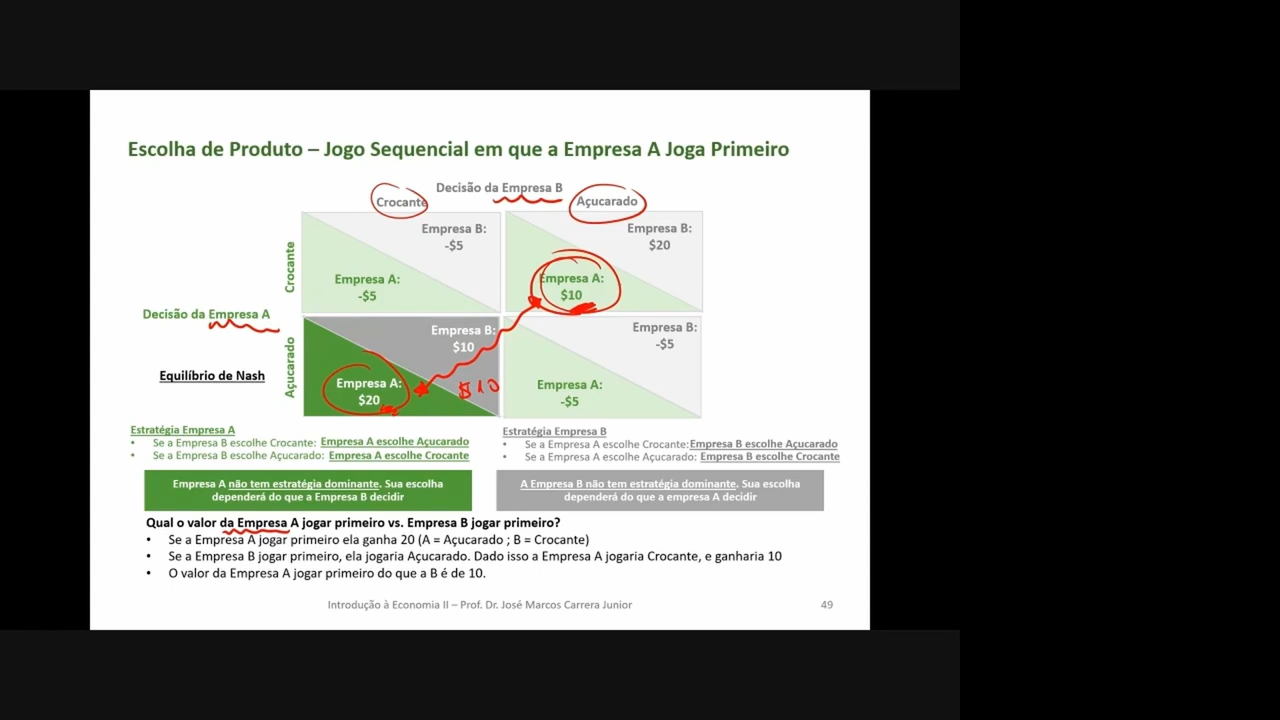 Escolha de Produto – Jogo Sequencial em que a Empresa A Joga Primeiro
Decisão da Empresa B
Crocante
Açucarado
Crocante
Empresa B:
-$5
Empresa A:
-$5
Empresa B:
$20
Empresa A:
$10
Decisão da Empresa A
Equilíbrio de Nash
Açucarado
Empresa B:
$10
Empresa A:
$20
$10
Empresa B:
-$5
Empresa A:
-$5
Estratégia Empresa A
• Se a Empresa B escolhe Crocante: Empresa A escolhe Açucarado
• Se a Empresa B escolhe Açucarado: Empresa A escolhe Crocante
Empresa A não tem estratégia dominante. Sua escolha
dependerá do que a Empresa B decidir
Estratégia Empresa B
• Se a Empresa A escolhe Crocante:Empresa B escolhe Açucarado
• Se a Empresa A escolhe Açucarado: Empresa B escolhe Crocante
A Empresa B não tem estratégia dominante. Sua escolha
dependerá do que a empresa A decidir
Qual o valor da Empresa A jogar primeiro vs. Empresa B jogar primeiro?
• Se a Empresa A jogar primeiro ela ganha 20 (A = Açucarado ; B = Crocante)
• Se a Empresa B jogar primeiro, ela jogaria Açucarado. Dado isso a Empresa A jogaria Crocante, e ganharia 10
• O valor da Empresa A jogar primeiro do que a B é de 10.
Introdução à Economia II – Prof. Dr. José Marcos Carrera Junior
49